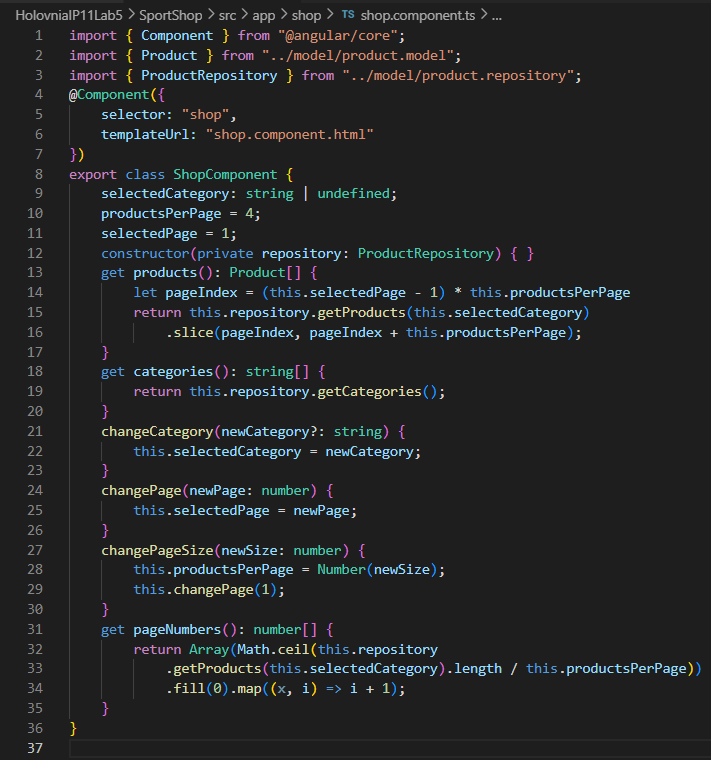 HolovniaIP11Lab5 > SportShop > src > app > shop > TS shop.component.ts > ...
1 import { Component } from "@angular/core";
2 import { Product } from "../model/product.model";
3 import { ProductRepository } from "../model/product.repository";
4 @Component({
5     selector: "shop",
6     templateUrl: "shop.component.html"
7 })
8 export class ShopComponent {
9     selectedCategory: string | undefined;
10     productsPerPage = 4;
11     selectedPage = 1;
12     constructor(private repository: ProductRepository) { }
13     get products(): Product[] {
14         let pageIndex = (this.selectedPage - 1) * this.productsPerPage
15         return this.repository.getProducts(this.selectedCategory)
16             .slice(pageIndex, pageIndex + this.productsPerPage);
17     }
18     get categories(): string[] {
19         return this.repository.getCategories();
20     }
21     changeCategory(newCategory?: string) {
22         this.selectedCategory = newCategory;
23     }
24     changePage(newPage: number) {
25         this.selectedPage = newPage;
26     }
27     changePageSize(newSize: number) {
28         this.productsPerPage = Number(newSize);
29         this.changePage(1);
30     }
31     get pageNumbers(): number[] {
32         return Array(Math.ceil(this.repository
33             .getProducts(this.selectedCategory).length / this.productsPerPage))
34             .fill(0).map((x, i) => i + 1);
35     }
36 }
37